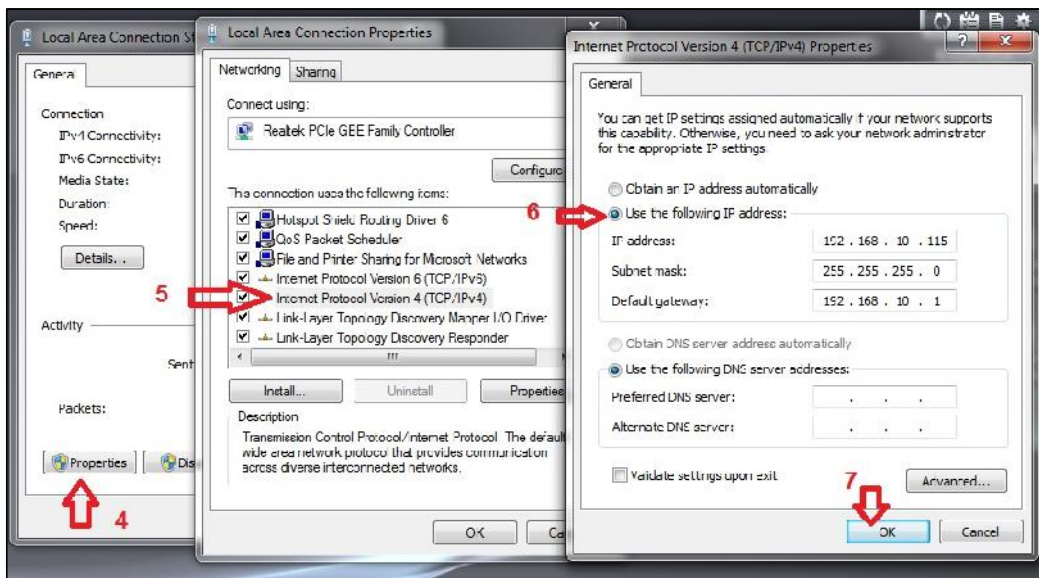 Local Area Connection St
General
Connection
IPv4 Connectivity:
IPv6 Connectivity:
Media State:
Duration:
Speed:
Details...
Activity
Sent
Packets:
Properties
Dis
4
Local Area Connection Properties
Networking
Sharing
Connect using:
Realtek PCIe GBE Family Controller
Configure
This connection uses the following items:
Hotspot Shield Routing Driver 6
QoS Packet Scheduler
File and Printer Sharing for Microsoft Networks
Internet Protocol Version 6 (TCP/IPv6)
5
Internet Protocol Version 4 (TCP/IPv4)
Link-Layer Topology Discovery Mapper I/O Driver
Link-Layer Topology Discovery Responder
Install...
Uninstall
Properties
Description
Transmission Control Protocol/Internet Protocol. The default
wide area network protocol that provides communication
across diverse interconnected networks.
OK
Ca
Internet Protocol Version 4 (TCP/IPv4) Properties
General
You can get IP settings assigned automatically if your network supports
this capability. Otherwise, you need to ask your network administrator
for the appropriate IP settings.
Obtain an IP address automatically
6
Use the following IP address:
IP address: 192 . 168 . 10 . 115
Subnet mask: 255 . 255 . 255 . 0
Default gateway: 192 . 168 . 10 . 1
Obtain DNS server address automatically
Use the following DNS server addresses:
Preferred DNS server: . . .
Alternate DNS server: . . .
Validate settings upon exit
Advanced...
7
OK
Cancel